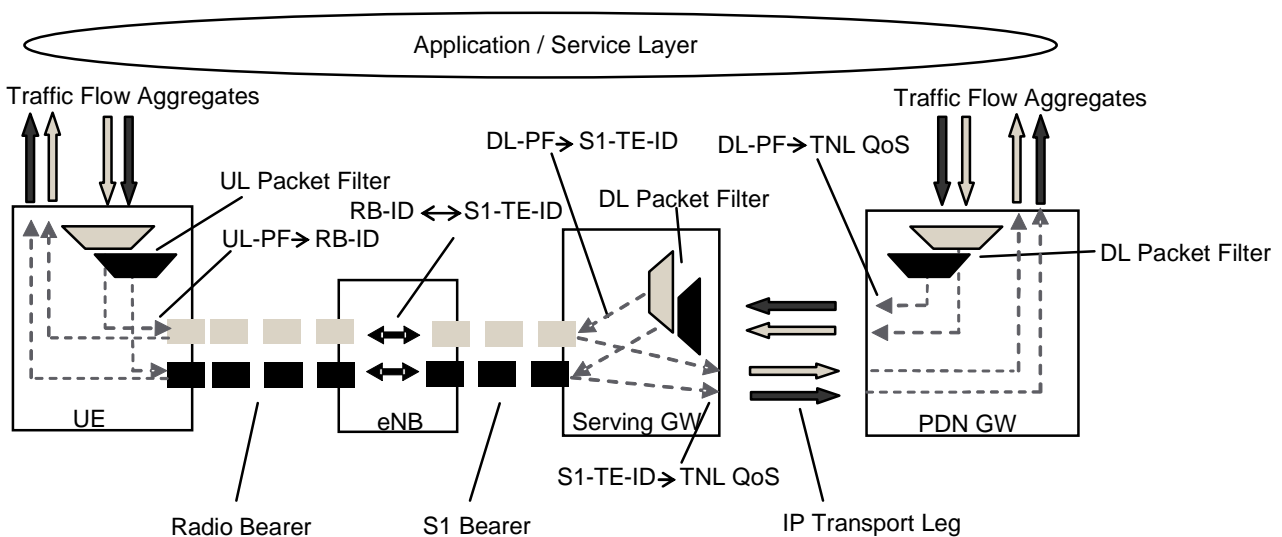 Application / Service Layer
Traffic Flow Aggregates
Traffic Flow Aggregates
DL-PF→S1-TE-ID
DL-PF→TNL QoS
UL Packet Filter
DL Packet Filter
RB-ID ↔ S1-TE-ID
UL-PF→RB-ID
DL Packet Filter
UE
eNB
Serving GW
PDN GW
S1-TE-ID→TNL QoS
Radio Bearer
S1 Bearer
IP Transport Leg